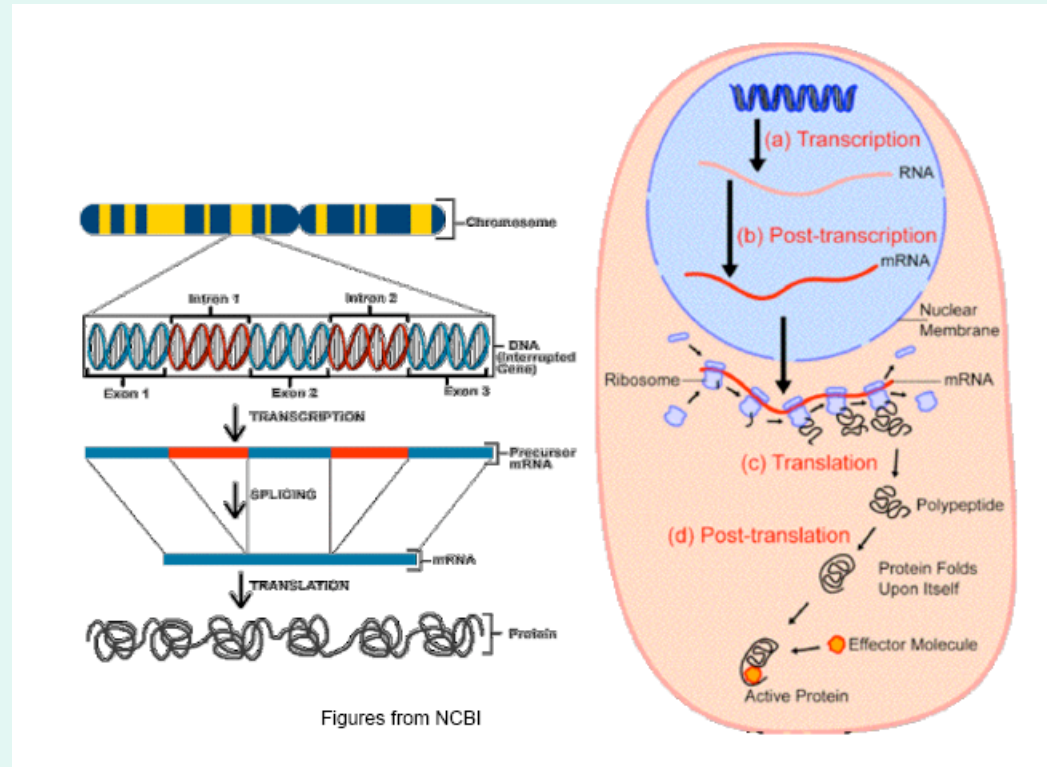 Chromosome
Intron 1
Intron 2
DNA
(Interrupted
Gene)
Exon 1
Exon 2
Exon 3
TRANSCRIPTION
Precursor
mRNA
SPLICING
mRNA
TRANSLATION
Protein
Figures from NCBI
(a) Transcription
RNA
(b) Post-transcription
mRNA
Nuclear
Membrane
Ribosome
mRNA
(c) Translation
Polypeptide
(d) Post-translation
Protein Folds
Upon Itself
Effector Molecule
Active Protein